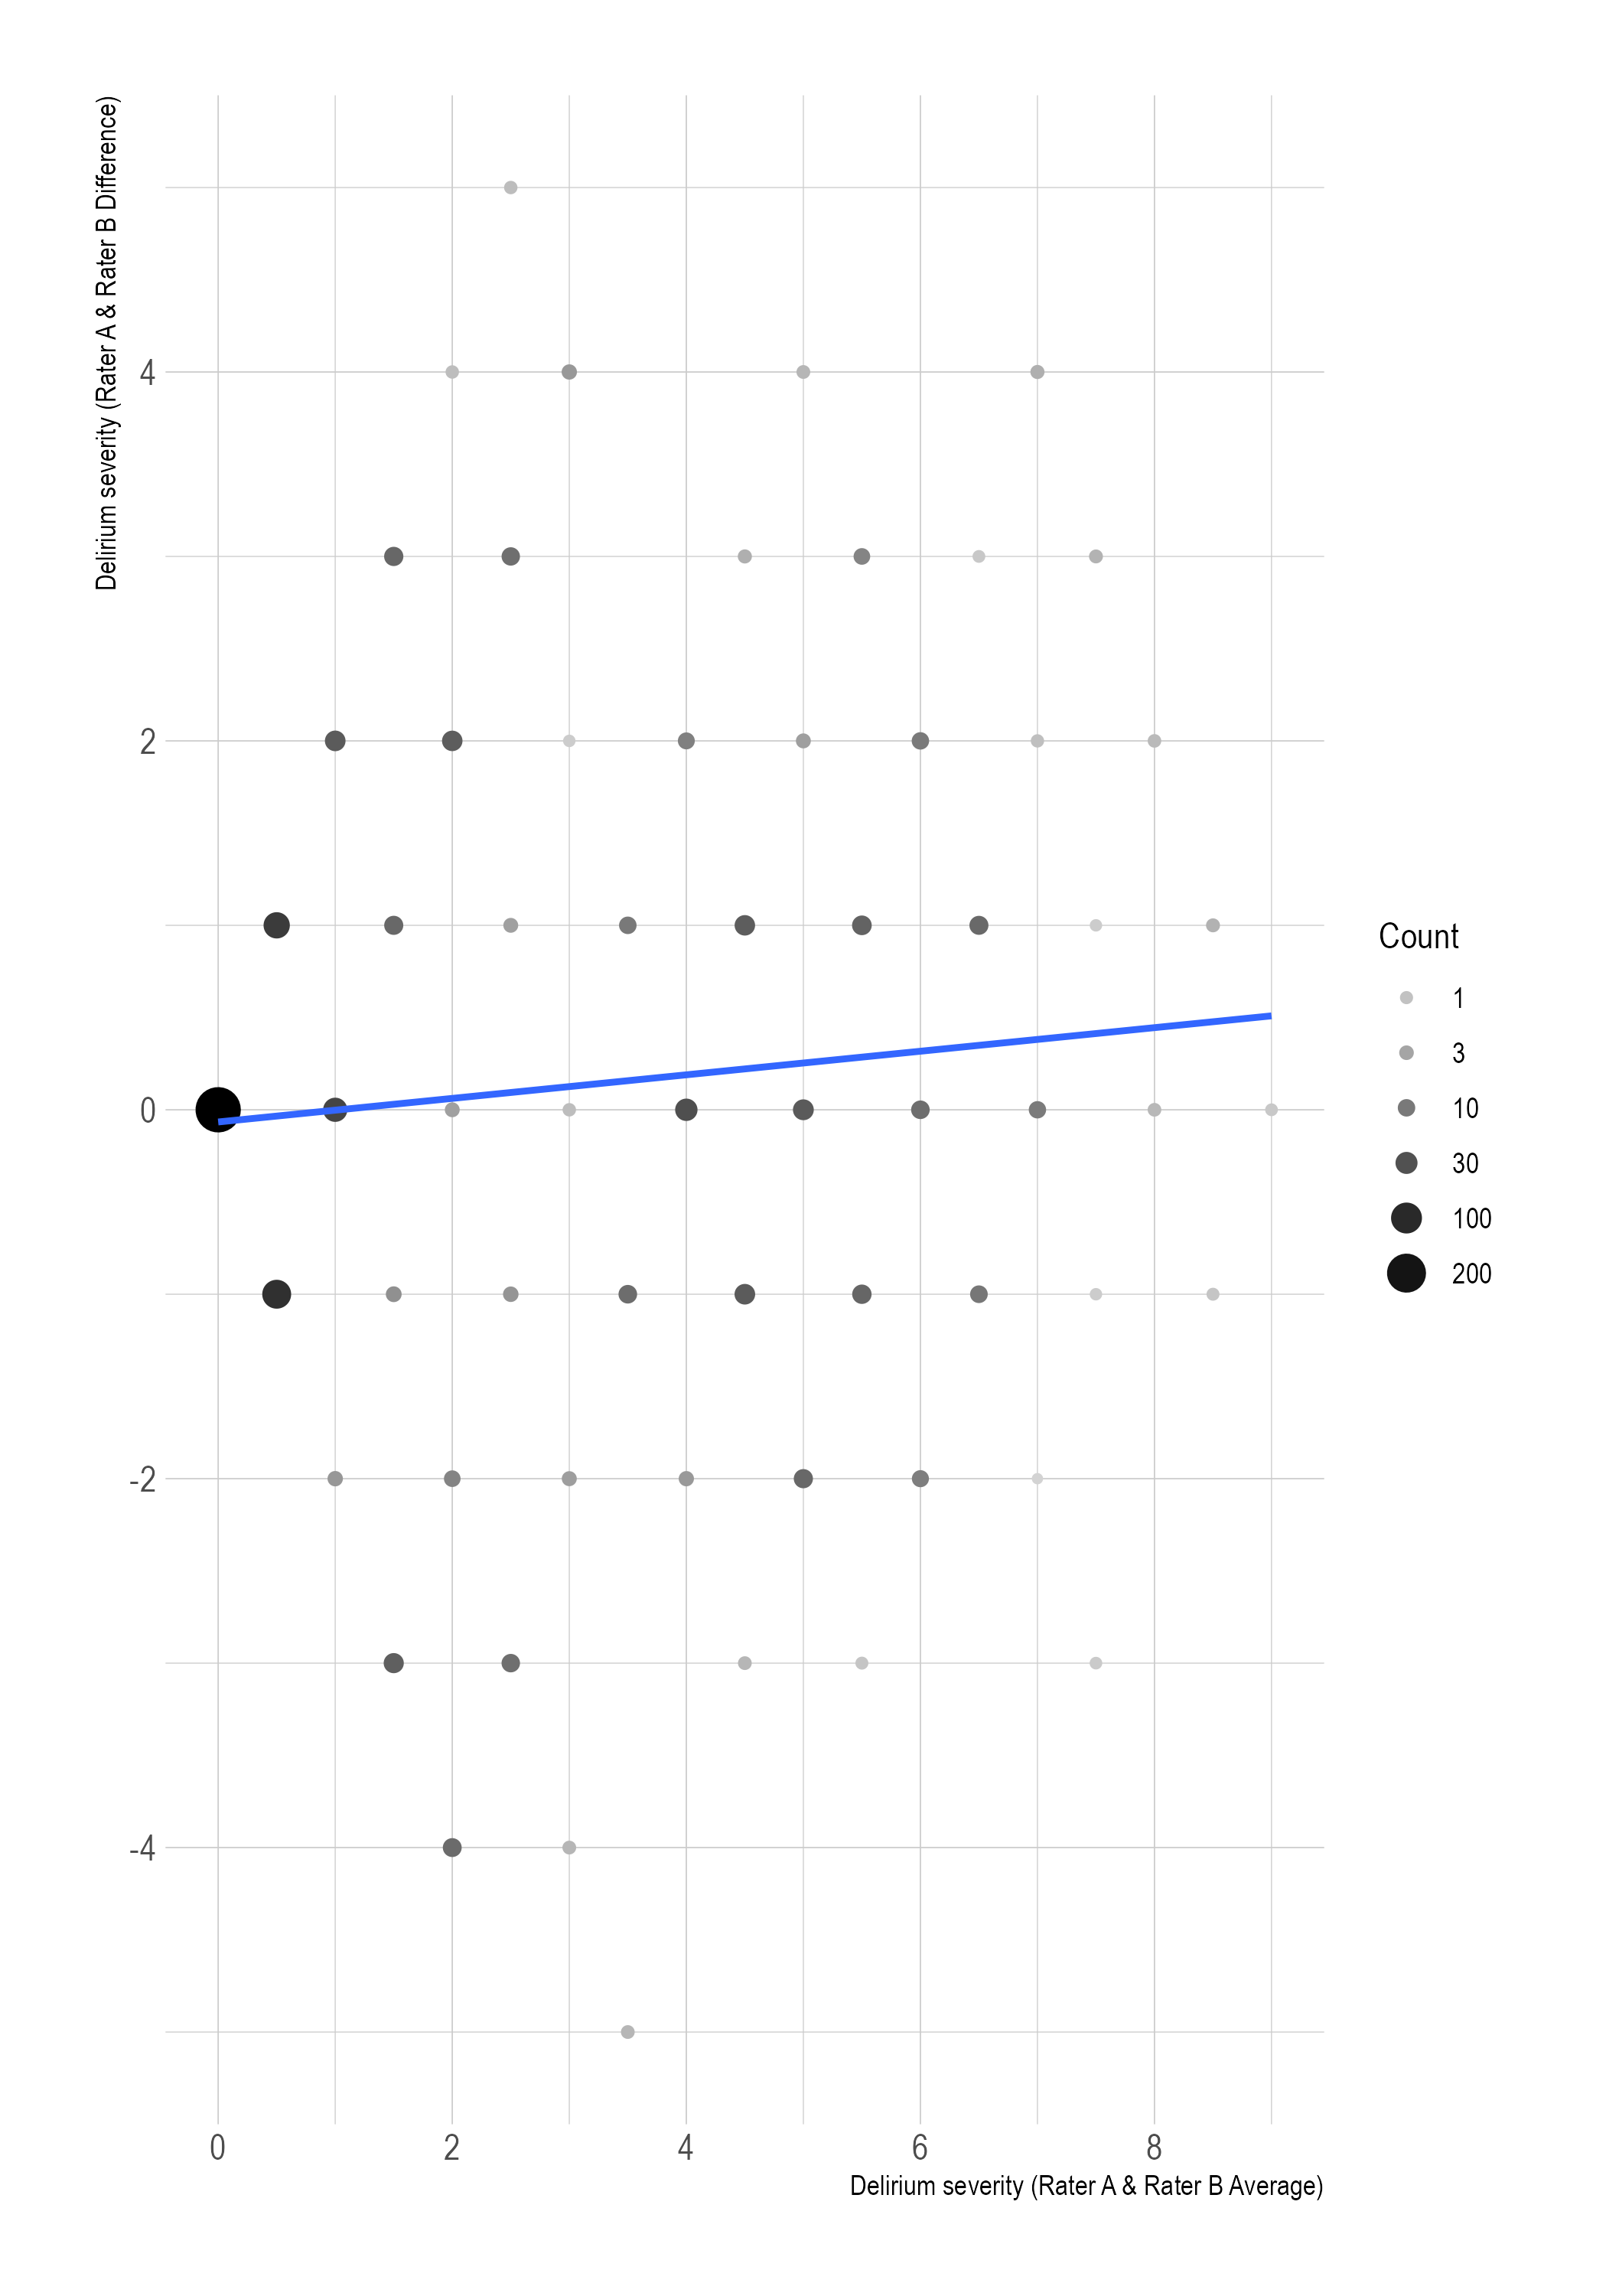 Delirium severity (Rater A & Rater B Difference)
4
2
0
-2
-4
0 2 4 6 8
Delirium severity (Rater A & Rater B Average)
Count
1
3
10
30
100
200